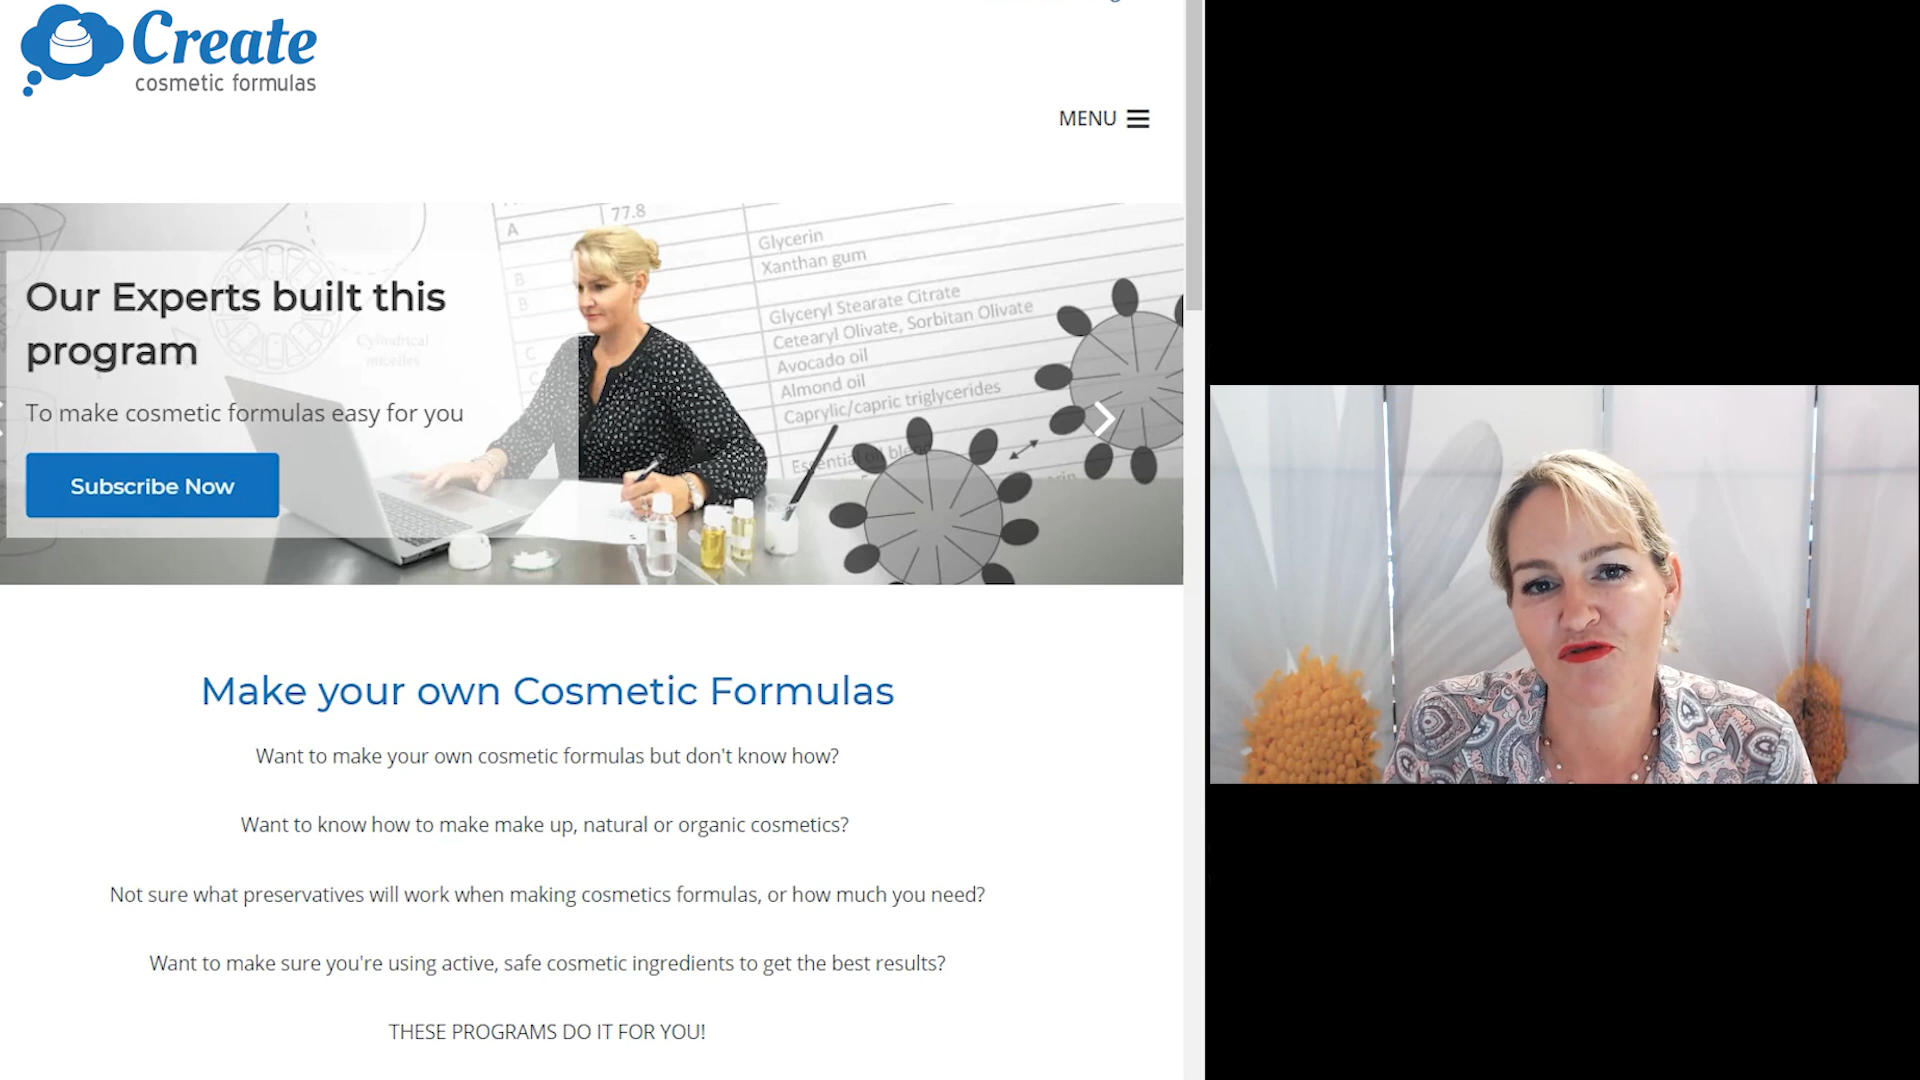 Create
cosmetic formulas
MENU
77.8
A
Glycerin
B
Xanthan gum
B
Glyceryl Stearate Citrate
Cetearyl Olivate, Sorbitan Olivate
C
Avocado oil
C
Almond oil
Caprylic/capric triglycerides
Essential oil
Cylindrical
micelles
Our Experts built this
program
To make cosmetic formulas easy for you
Subscribe Now
Make your own Cosmetic Formulas
Want to make your own cosmetic formulas but don't know how?
Want to know how to make make up, natural or organic cosmetics?
Not sure what preservatives will work when making cosmetics formulas, or how much you need?
Want to make sure you're using active, safe cosmetic ingredients to get the best results?
THESE PROGRAMS DO IT FOR YOU!